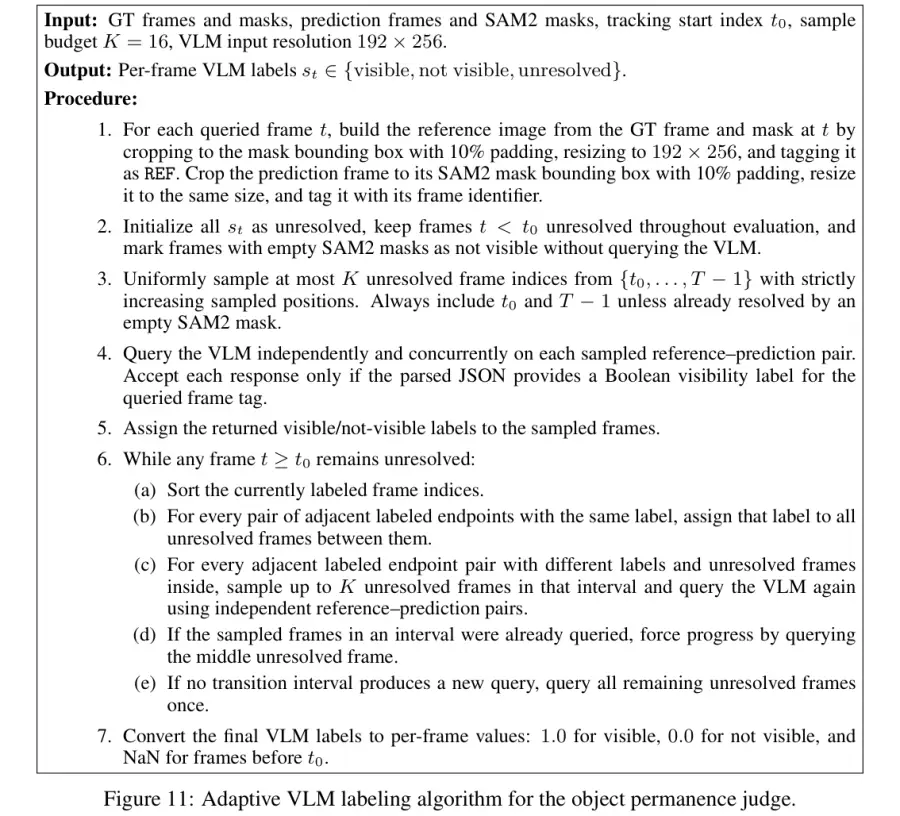 Input: GT frames and masks, prediction frames and SAM2 masks, tracking start index t₀, sample
budget K = 16, VLM input resolution 192 × 256.
Output: Per-frame VLM labels sₜ ∈ {visible, not visible, unresolved}.
Procedure:
1. For each queried frame t, build the reference image from the GT frame and mask at t by
cropping to the mask bounding box with 10% padding, resizing to 192 × 256, and tagging it
as REF. Crop the prediction frame to its SAM2 mask bounding box with 10% padding, resize
it to the same size, and tag it with its frame identifier.
2. Initialize all sₜ as unresolved, keep frames t < t₀ unresolved throughout evaluation, and
mark frames with empty SAM2 masks as not visible without querying the VLM.
3. Uniformly sample at most K unresolved frame indices from {t₀, . . . , T − 1} with strictly
increasing sampled positions. Always include t₀ and T − 1 unless already resolved by an
empty SAM2 mask.
4. Query the VLM independently and concurrently on each sampled reference–prediction pair.
Accept each response only if the parsed JSON provides a Boolean visibility label for the
queried frame tag.
5. Assign the returned visible/not-visible labels to the sampled frames.
6. While any frame t ≥ t₀ remains unresolved:
(a) Sort the currently labeled frame indices.
(b) For every pair of adjacent labeled endpoints with the same label, assign that label to all
unresolved frames between them.
(c) For every adjacent labeled endpoint pair with different labels and unresolved frames
inside, sample up to K unresolved frames in that interval and query the VLM again
using independent reference–prediction pairs.
(d) If the sampled frames in an interval were already queried, force progress by querying
the middle unresolved frame.
(e) If no transition interval produces a new query, query all remaining unresolved frames
once.
7. Convert the final VLM labels to per-frame values: 1.0 for visible, 0.0 for not visible, and
NaN for frames before t₀.
Figure 11: Adaptive VLM labeling algorithm for the object permanence judge.